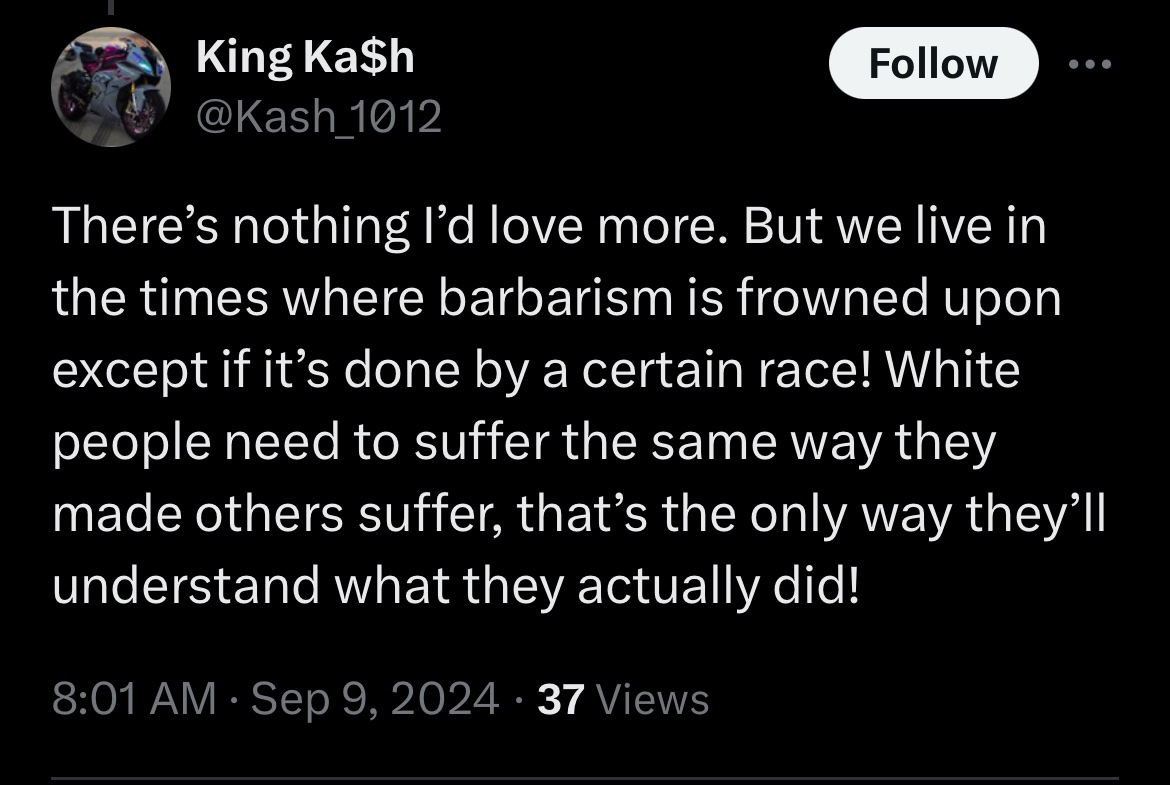 King Ka$h
Follow
@Kash_1012
There’s nothing I’d love more. But we live in
the times where barbarism is frowned upon
except if it’s done by a certain race! White
people need to suffer the same way they
made others suffer, that’s the only way they’ll
understand what they actually did!
8:01 AM · Sep 9, 2024 · 37 Views